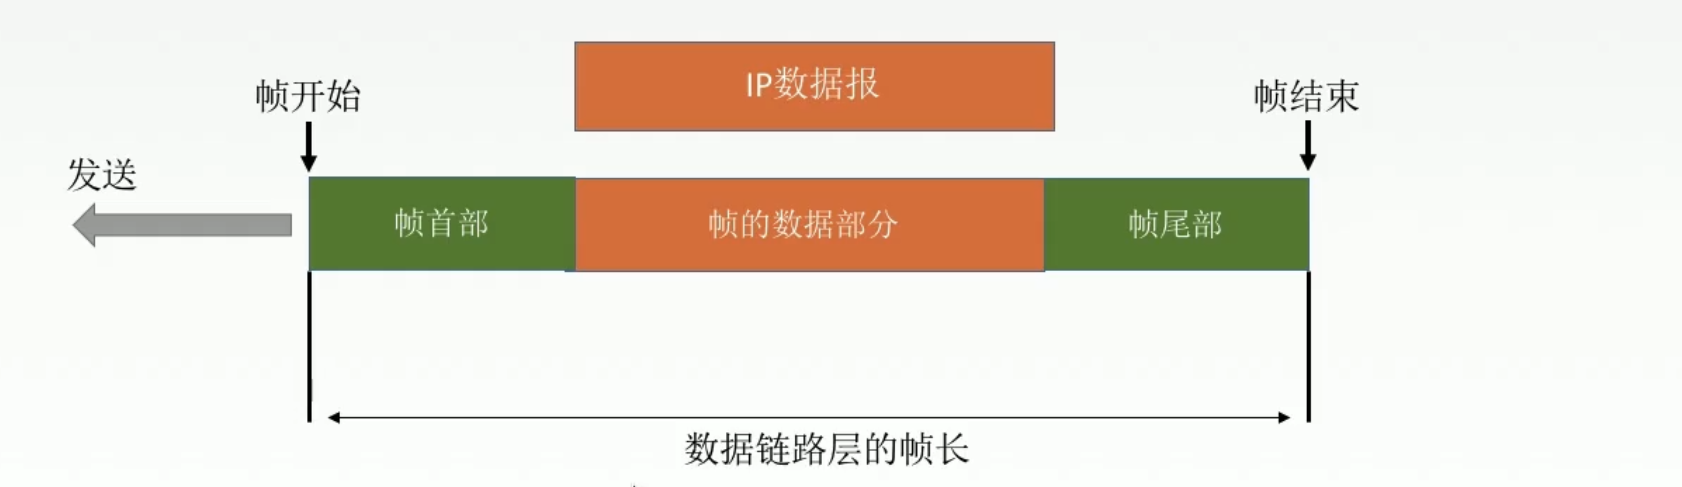 IP数据报
帧开始
帧结束
发送
帧首部
帧的数据部分
帧尾部
数据链路层的帧长